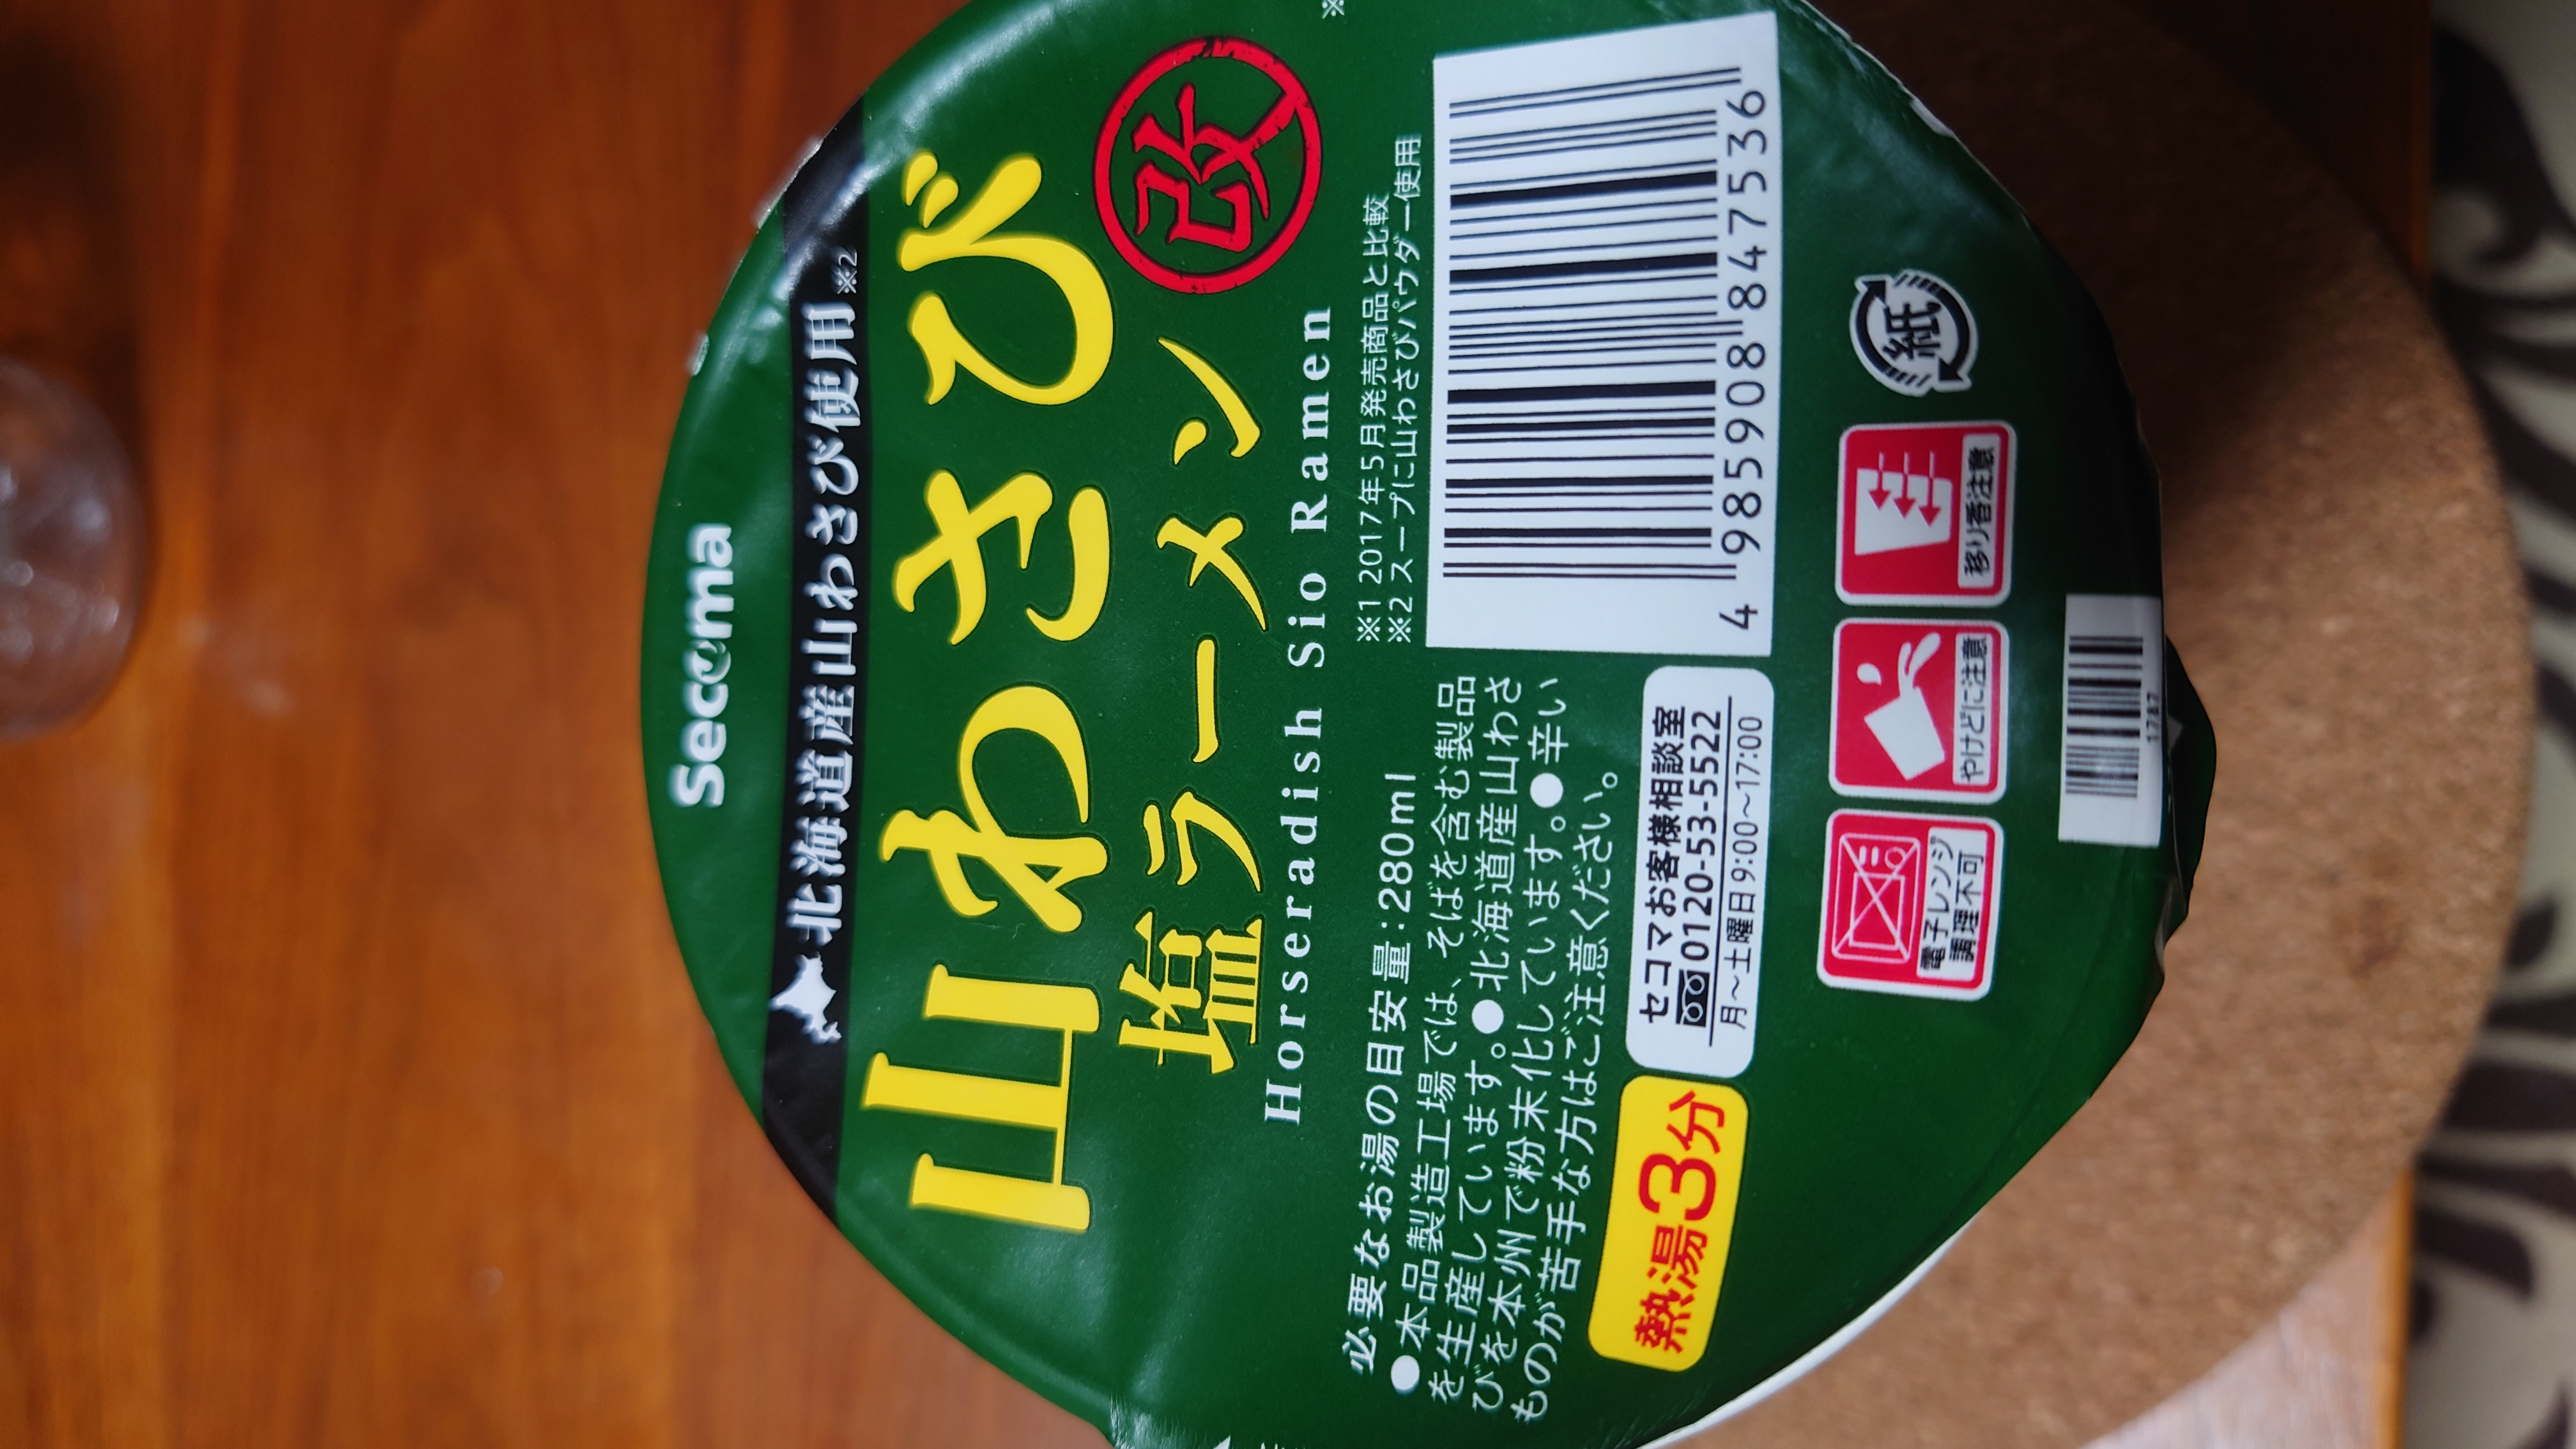 Secoma
北海道産山わさび使用※2
山わさび
塩ラーメン
改
Horseradish Sio Ramen
※1 2017年5月発売商品と比較
※2 スープに山わさびパウダー使用
必要なお湯の目安量:280ml
●本品製造工場では、そばを含む製品
を生産しています。●北海道産山わさ
びを本州で粉末化しています。●辛い
ものが苦手な方はご注意ください。
熱湯3分
セコマお客様相談室
0120-53-5522
月~土曜日9:00~17:00
4 985908 847536
電子レンジ
調理不可
やけどに注意
移り香注意
紙
1787